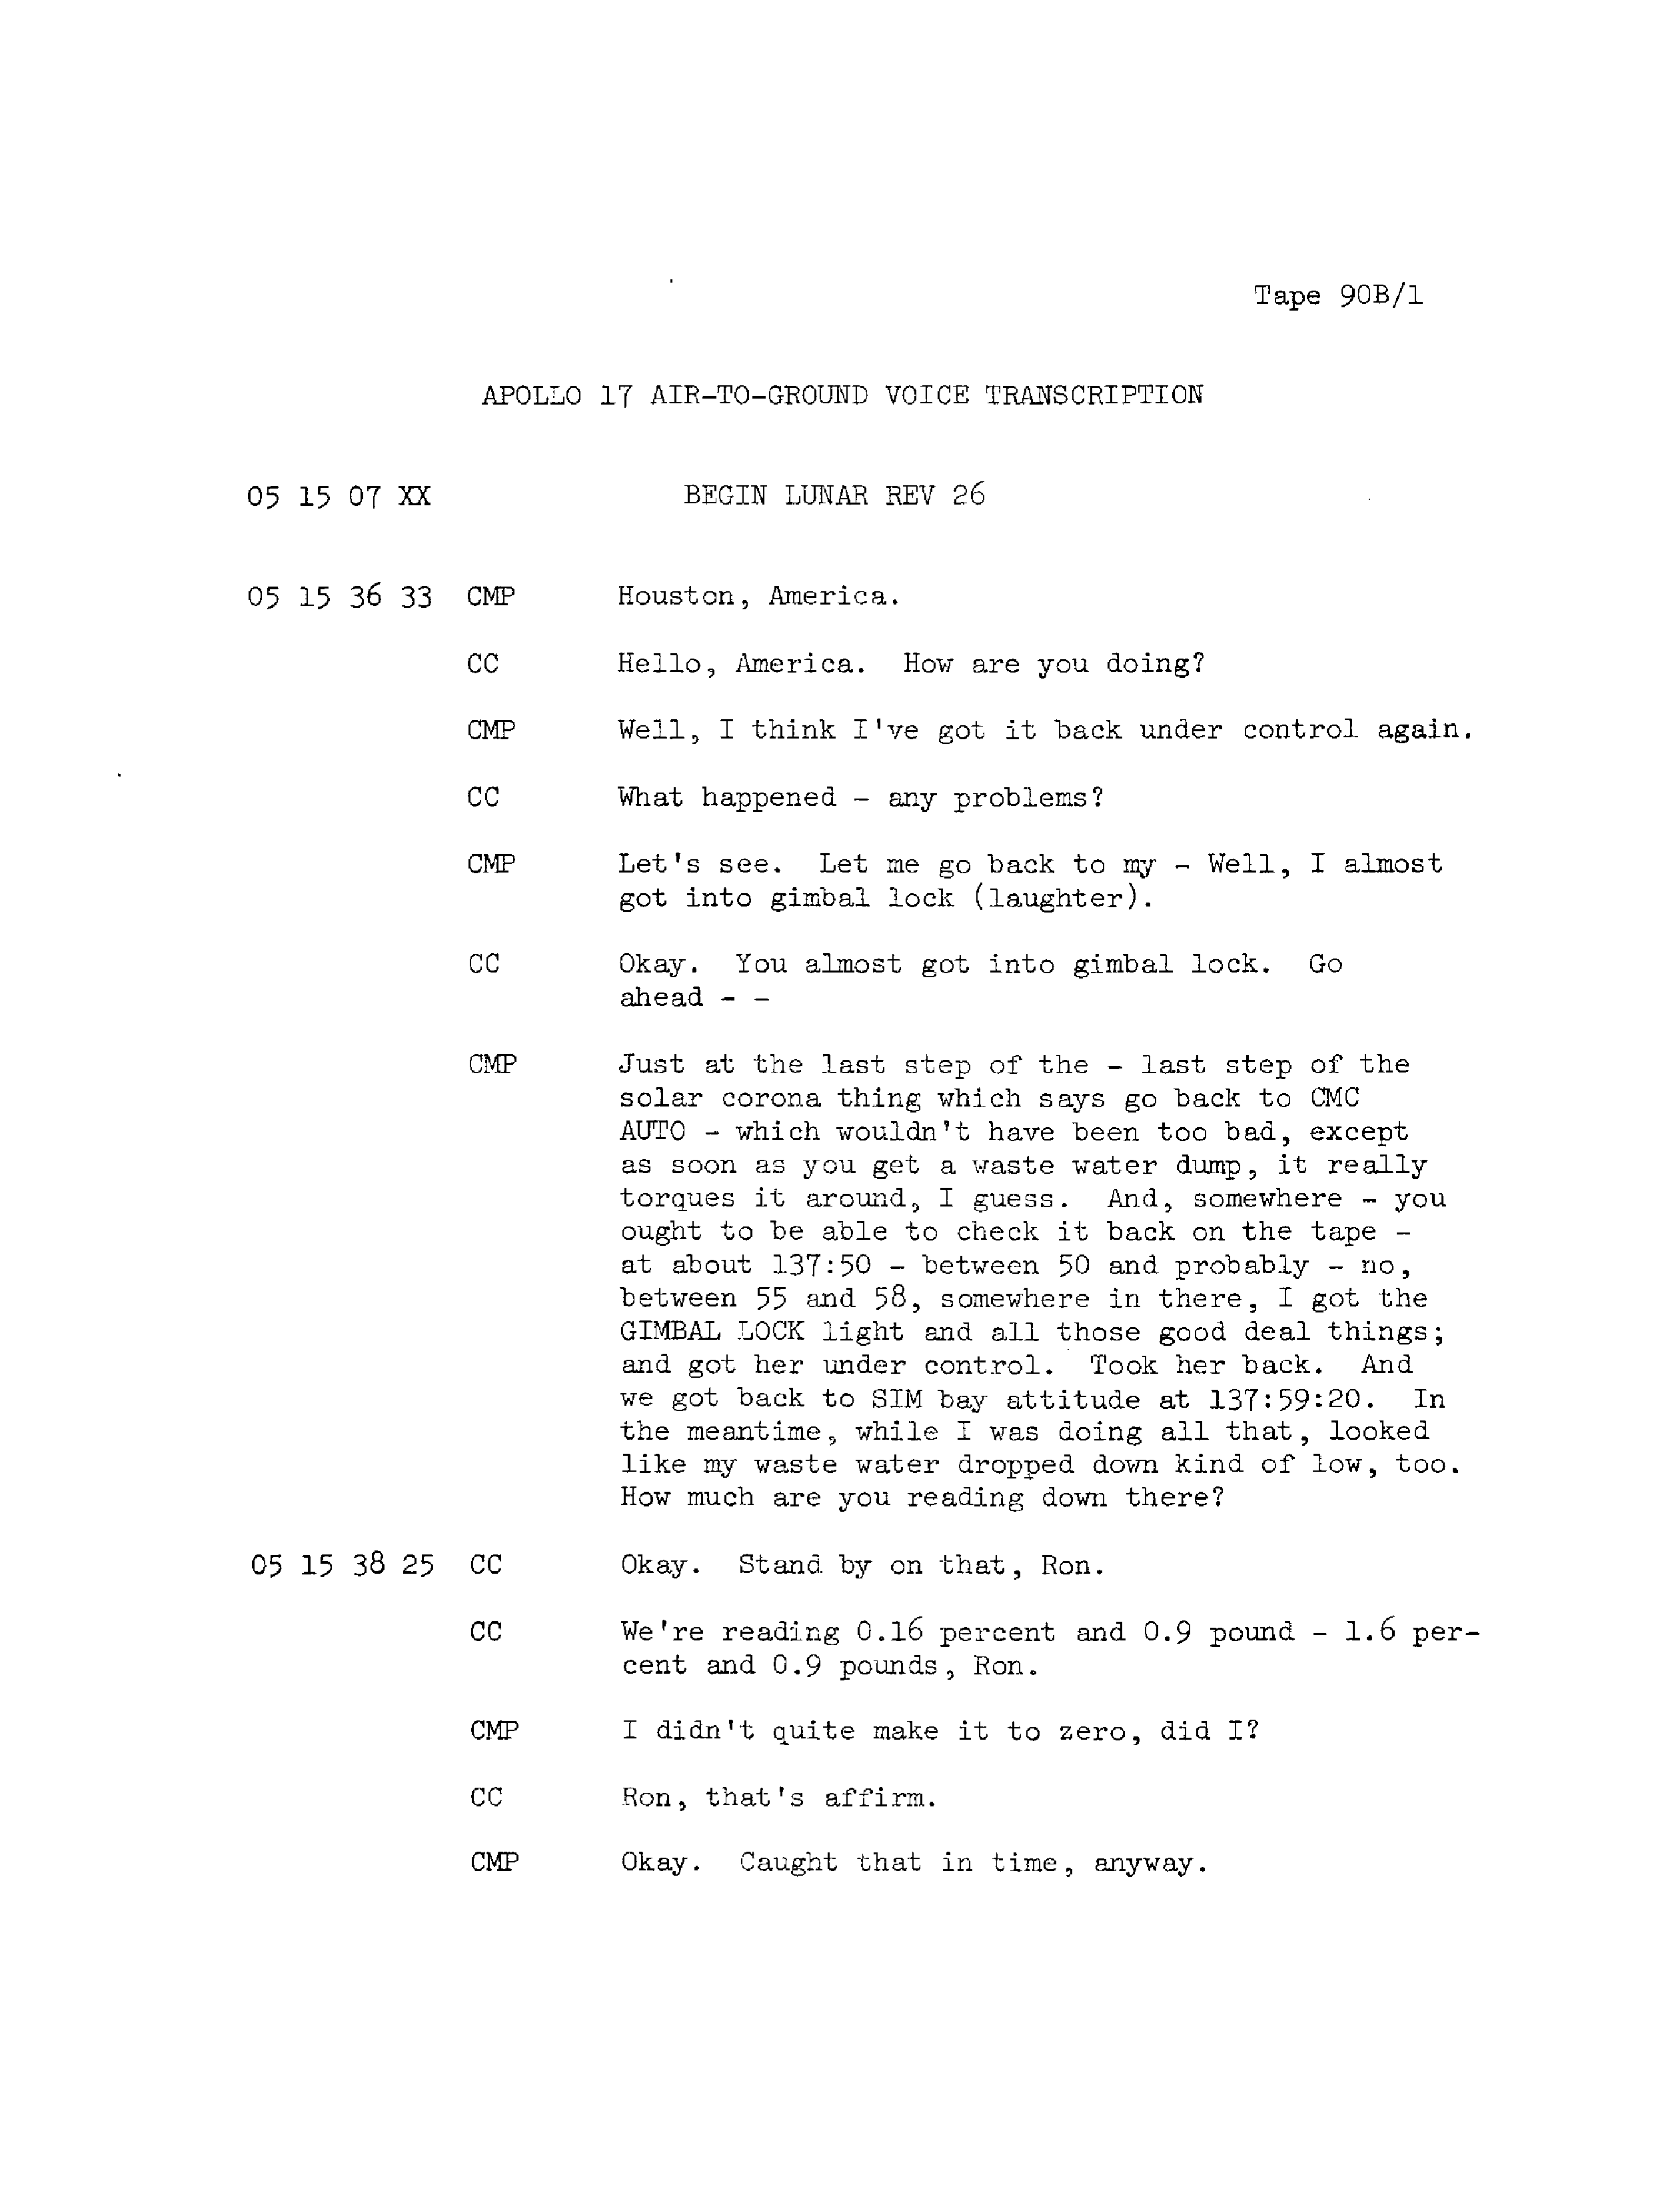 Tape 90B/1
APOLLO 17 AIR-TO-GROUND VOICE TRANSCRIPTION
05 15 07 XX BEGIN LUNAR REV 26
05 15 36 33 CMP Houston, America.
CC Hello, America. How are you doing?
CMP Well, I think I've got it back under control again.
CC What happened - any problems?
CMP Let's see. Let me go back to my - Well, I almost
got into gimbal lock (laughter).
CC Okay. You almost got into gimbal lock. Go
ahead - -
CMP Just at the last step of the - last step of the
solar corona thing which says go back to CMC
AUTO - which wouldn't have been too bad, except
as soon as you get a waste water dump, it really
torques it around, I guess. And, somewhere - you
ought to be able to check it back on the tape -
at about 137:50 - between 50 and probably - no,
between 55 and 58, somewhere in there, I got the
GIMBAL LOCK light and all those good deal things;
and got her under control. Took her back. And
we got back to SIM bay attitude at 137:59:20. In
the meantime, while I was doing all that, looked
like my waste water dropped down kind of low, too.
How much are you reading down there?
05 15 38 25 CC Okay. Stand by on that, Ron.
CC We're reading 0.16 percent and 0.9 pound - 1.6 per-
cent and 0.9 pounds, Ron.
CMP I didn't quite make it to zero, did I?
CC Ron, that's affirm.
CMP Okay. Caught that in time, anyway.